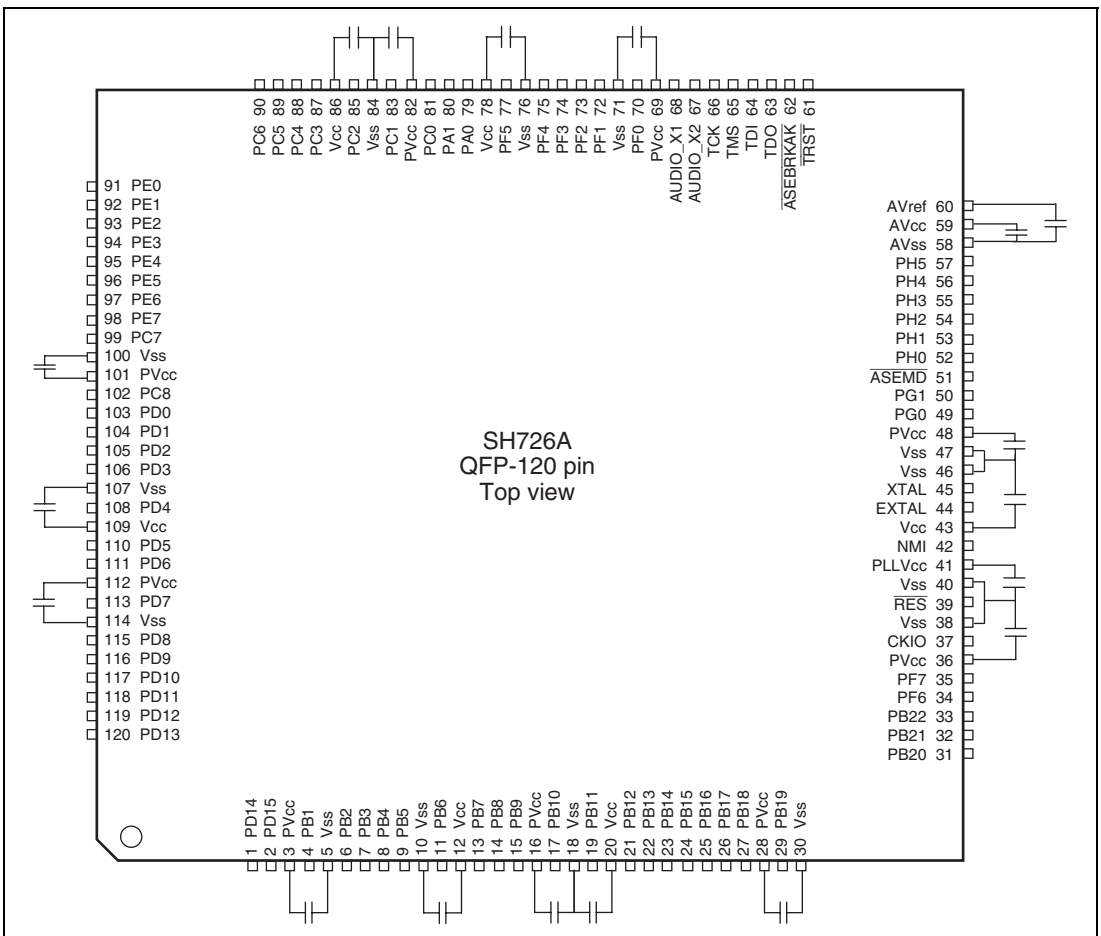 PC6 90
PC5 89
PC4 88
PC3 87
Vcc 86
PC2 85
Vss 84
PC1 83
PVcc 82
PC0 81
PA1 80
PA0 79
Vcc 78
PF5 77
Vss 76
PF4 75
PF3 74
PF2 73
PF1 72
Vss 71
PF0 70
PVcc 69
AUDIO_X1 68
AUDIO_X2 67
TCK 66
TMS 65
TDI 64
TDO 63
ASEBRKAK 62
TRST 61
91 PE0
92 PE1
93 PE2
94 PE3
95 PE4
96 PE5
97 PE6
98 PE7
99 PC7
100 Vss
101 PVcc
102 PC8
103 PD0
104 PD1
105 PD2
106 PD3
107 Vss
108 PD4
109 Vcc
110 PD5
111 PD6
112 PVcc
113 PD7
114 Vss
115 PD8
116 PD9
117 PD10
118 PD11
119 PD12
120 PD13
SH726A
QFP-120 pin
Top view
AVref 60
AVcc 59
AVss 58
PH5 57
PH4 56
PH3 55
PH2 54
PH1 53
PH0 52
ASEMD 51
PG1 50
PG0 49
PVcc 48
Vss 47
Vss 46
XTAL 45
EXTAL 44
Vcc 43
NMI 42
PLLVcc 41
Vss 40
RES 39
Vss 38
CKIO 37
PVcc 36
PF7 35
PF6 34
PB22 33
PB21 32
PB20 31
1 PD14
2 PD15
3 PVcc
4 PB1
5 Vss
6 PB2
7 PB3
8 PB4
9 PB5
10 Vss
11 PB6
12 Vcc
13 PB7
14 PB8
15 PB9
16 PVcc
17 PB10
18 Vss
19 PB11
20 Vcc
21 PB12
22 PB13
23 PB14
24 PB15
25 PB16
26 PB17
27 PB18
28 PVcc
29 PB19
30 Vss